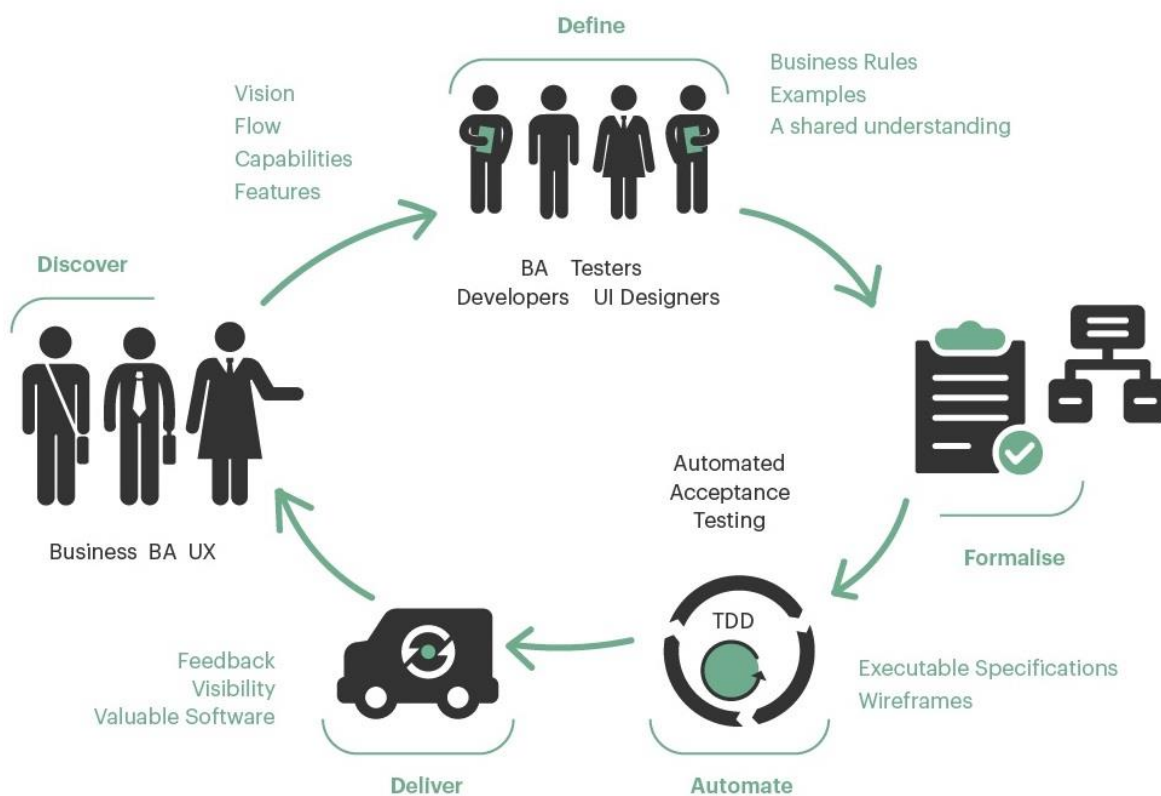 Define
Vision
Flow
Capabilities
Features
Business Rules
Examples
A shared understanding
BA Testers
Developers UI Designers
Discover
Business BA UX
Formalise
Automated
Acceptance
Testing
TDD
Executable Specifications
Wireframes
Automate
Feedback
Visibility
Valuable Software
Deliver